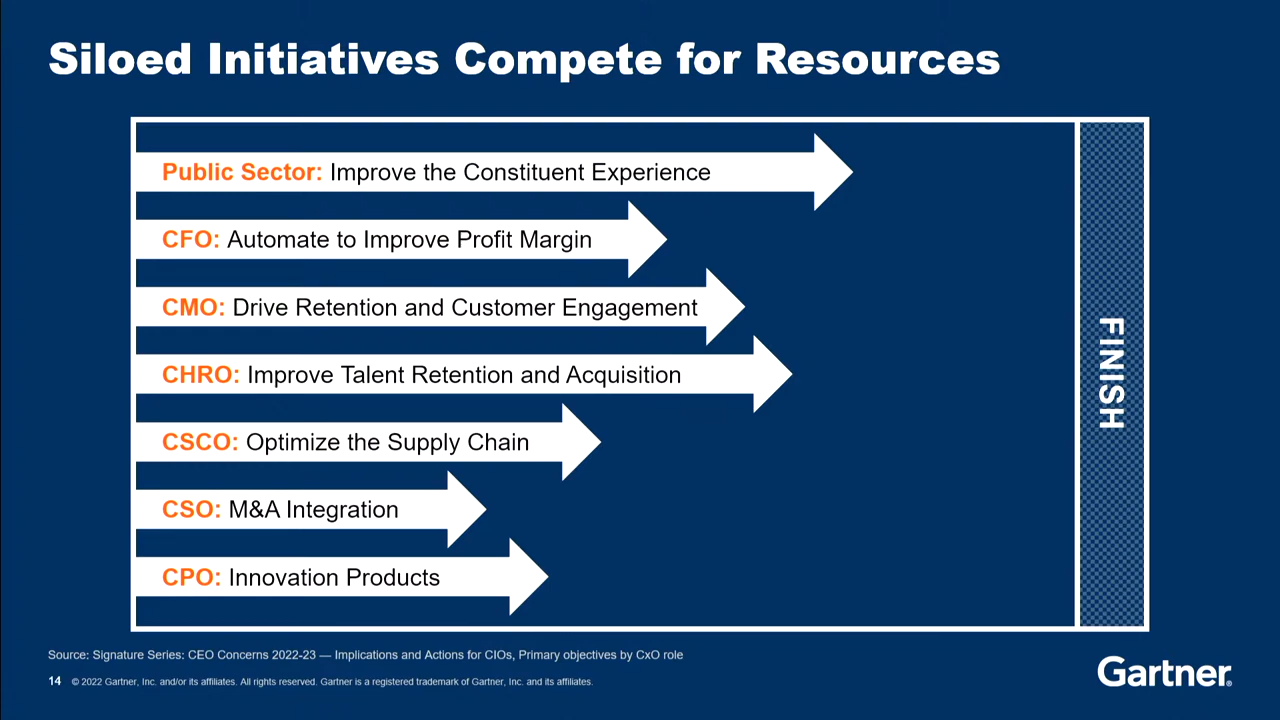 Siloed Initiatives Compete for Resources
Public Sector: Improve the Constituent Experience
CFO: Automate to Improve Profit Margin
CMO: Drive Retention and Customer Engagement
CHRO: Improve Talent Retention and Acquisition
CSCO: Optimize the Supply Chain
CSO: M&A Integration
CPO: Innovation Products
FINISH
Source: Signature Series: CEO Concerns 2022-23 — Implications and Actions for CIOs, Primary objectives by CxO role
14 © 2022 Gartner, Inc. and/or its affiliates. All rights reserved. Gartner is a registered trademark of Gartner, Inc. and its affiliates.
Gartner®